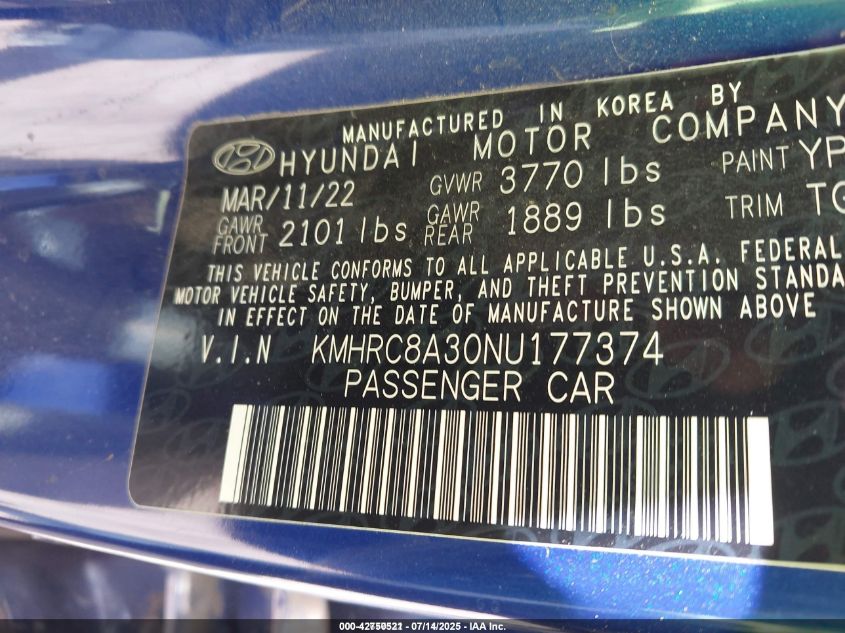 MANUFACTURED IN KOREA BY
HYUNDAI MOTOR COMPANY
MAR/11/22 GVWR 3770 lbs PAINT YP
GAWR FRONT 2101 lbs GAWR REAR 1889 lbs TRIM TG
THIS VEHICLE CONFORMS TO ALL APPLICABLE U.S.A. FEDERAL
MOTOR VEHICLE SAFETY, BUMPER, AND THEFT PREVENTION STANDA
IN EFFECT ON THE DATE OF MANUFACTURE SHOWN ABOVE
V.I.N KMHRC8A30NU177374
PASSENGER CAR
07/14/2025 - IAA Inc.